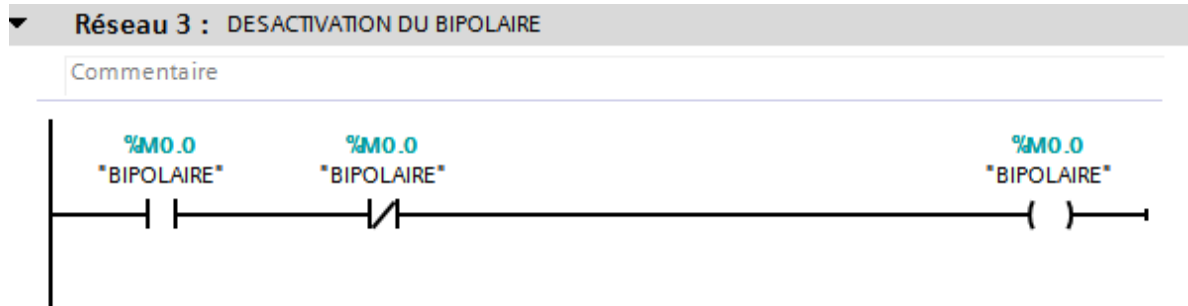 Réseau 3 : DESACTIVATION DU BIPOLAIRE
Commentaire
%M0.0 %M0.0 %M0.0
"BIPOLAIRE" "BIPOLAIRE" "BIPOLAIRE"